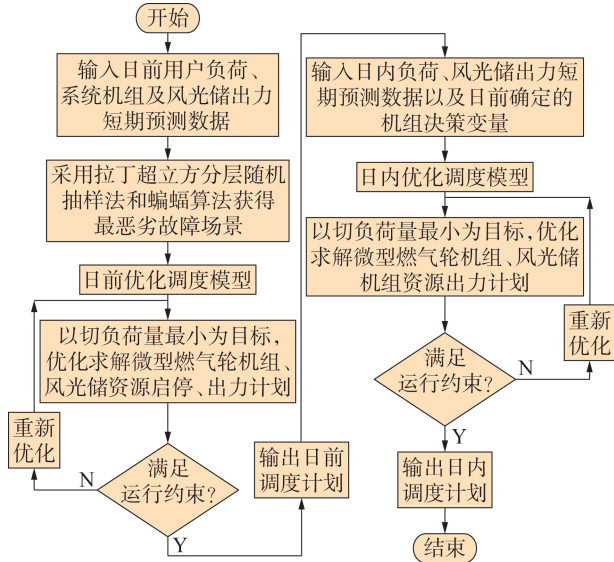 开始
输入日前用户负荷、
系统机组及风光储出力
短期预测数据
采用拉丁超立方分层随机
抽样法和蝙蝠算法获得
最恶劣故障场景
日前优化调度模型
以切负荷量最小为目标，
优化求解微型燃气轮机组、
风光储资源启停、出力计划
重新
优化
N
满足
运行约束?
Y
输出日前
调度计划
输入日内负荷、风光储出力短
期预测数据以及日前确定的
机组决策变量
日内优化调度模型
以切负荷量最小为目标，优化
求解微型燃气轮机组、风光储
机组资源出力计划
重新
优化
满足
运行约束?
N
Y
输出日内
调度计划
结束